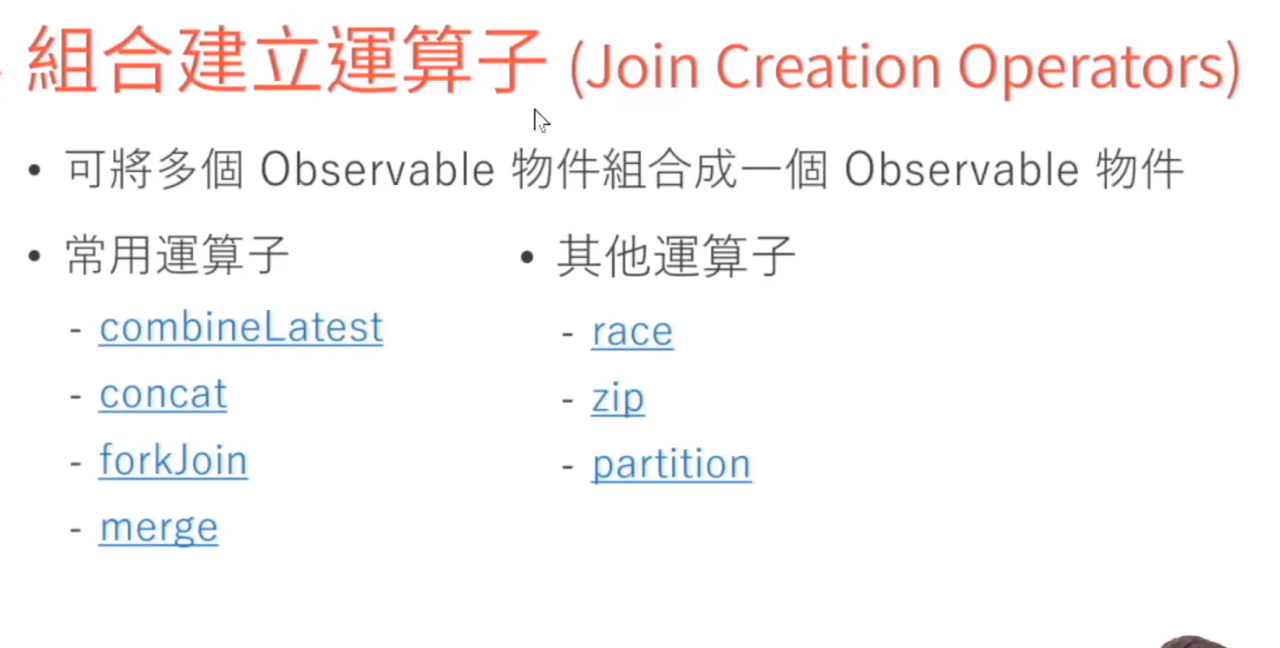 組合建立運算子 (Join Creation Operators)
• 可將多個 Observable 物件組合成一個 Observable 物件
• 常用運算子
- combineLatest
- concat
- forkJoin
- merge
• 其他運算子
- race
- zip
- partition